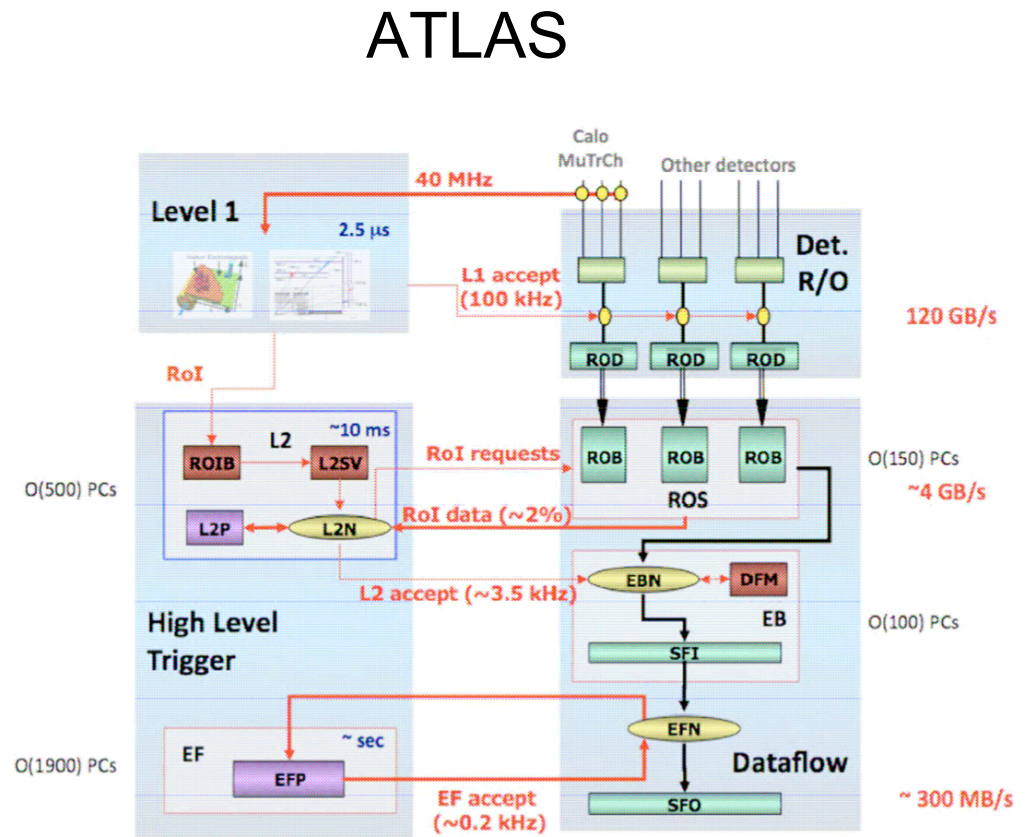 ATLAS
Calo
MuTrCh
Other detectors
40 MHz
Level 1
2.5 µs
Det.
R/O
L1 accept
(100 kHz)
120 GB/s
ROD
ROD
ROD
RoI
~10 ms
L2
ROIB
L2SV
RoI requests
ROB
ROB
ROB
O(150) PCs
O(500) PCs
ROS
~4 GB/s
RoI data (~2%)
L2P
L2N
EBN
DFM
L2 accept (~3.5 kHz)
EB
O(100) PCs
High Level
Trigger
SFI
EFN
~ sec
EF
Dataflow
O(1900) PCs
EFP
EF accept
(~0.2 kHz)
SFO
~ 300 MB/s